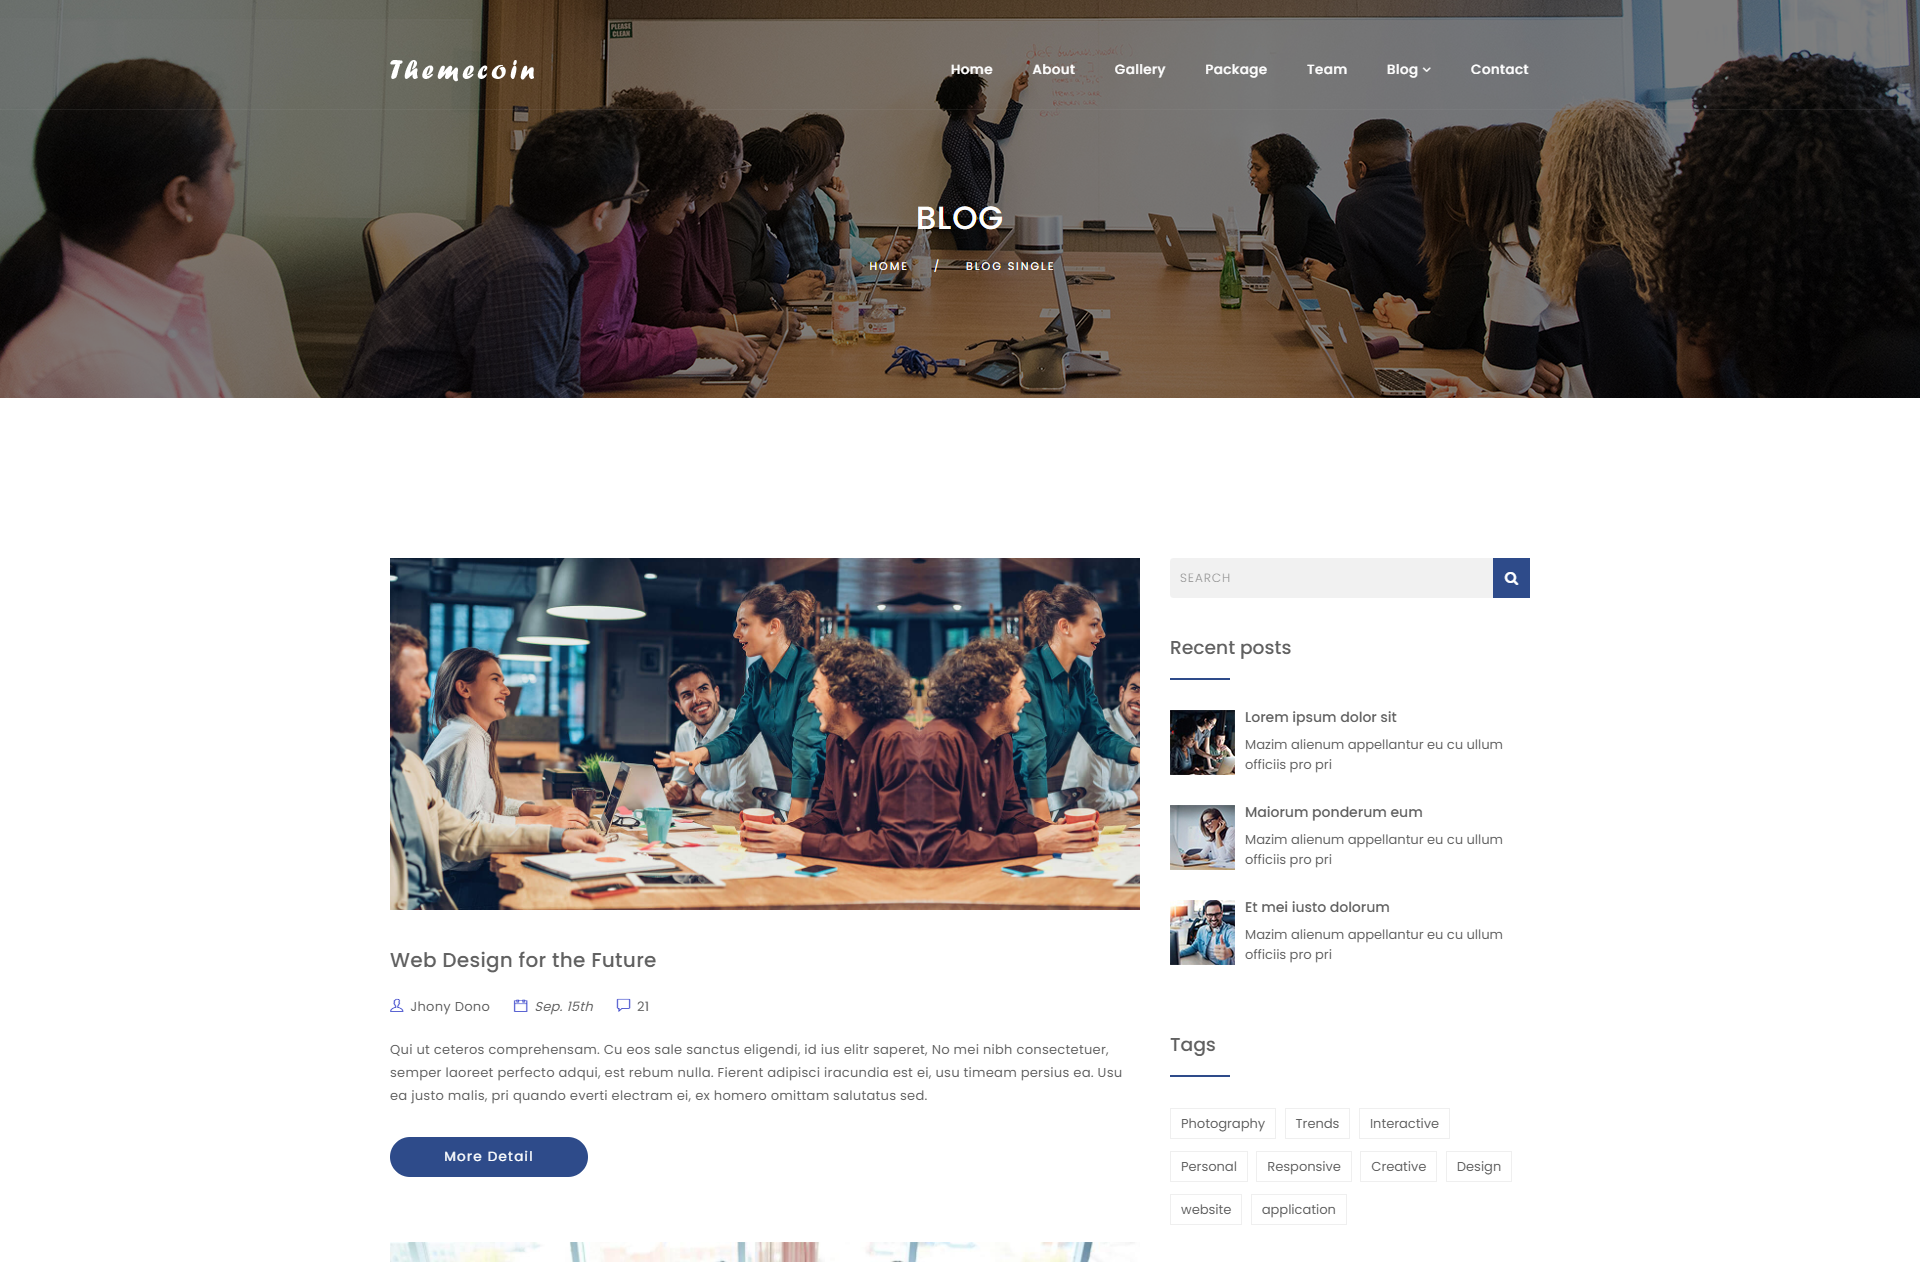 PLEASE
CLEAN
Themecoin
Home About Gallery Package Team Blog Contact
BLOG
HOME / BLOG SINGLE
SEARCH
Recent posts
Lorem ipsum dolor sit
Mazim alienum appellantur eu cu ullum
officiis pro pri
Maiorum ponderum eum
Mazim alienum appellantur eu cu ullum
officiis pro pri
Et mei iusto dolorum
Mazim alienum appellantur eu cu ullum
officiis pro pri
Web Design for the Future
Jhony Dono Sep. 15th 21
Qui ut ceteros comprehensam. Cu eos sale sanctus eligendi, id ius elitr saperet, No mei nibh consectetuer,
semper laoreet perfecto adqui, est rebum nulla. Fierent adipisci iracundia est ei, usu timeam persius ea. Usu
ea justo malis, pri quando everti electram ei, ex homero omittam salutatus sed.
More Detail
Tags
Photography Trends Interactive
Personal Responsive Creative Design
website application